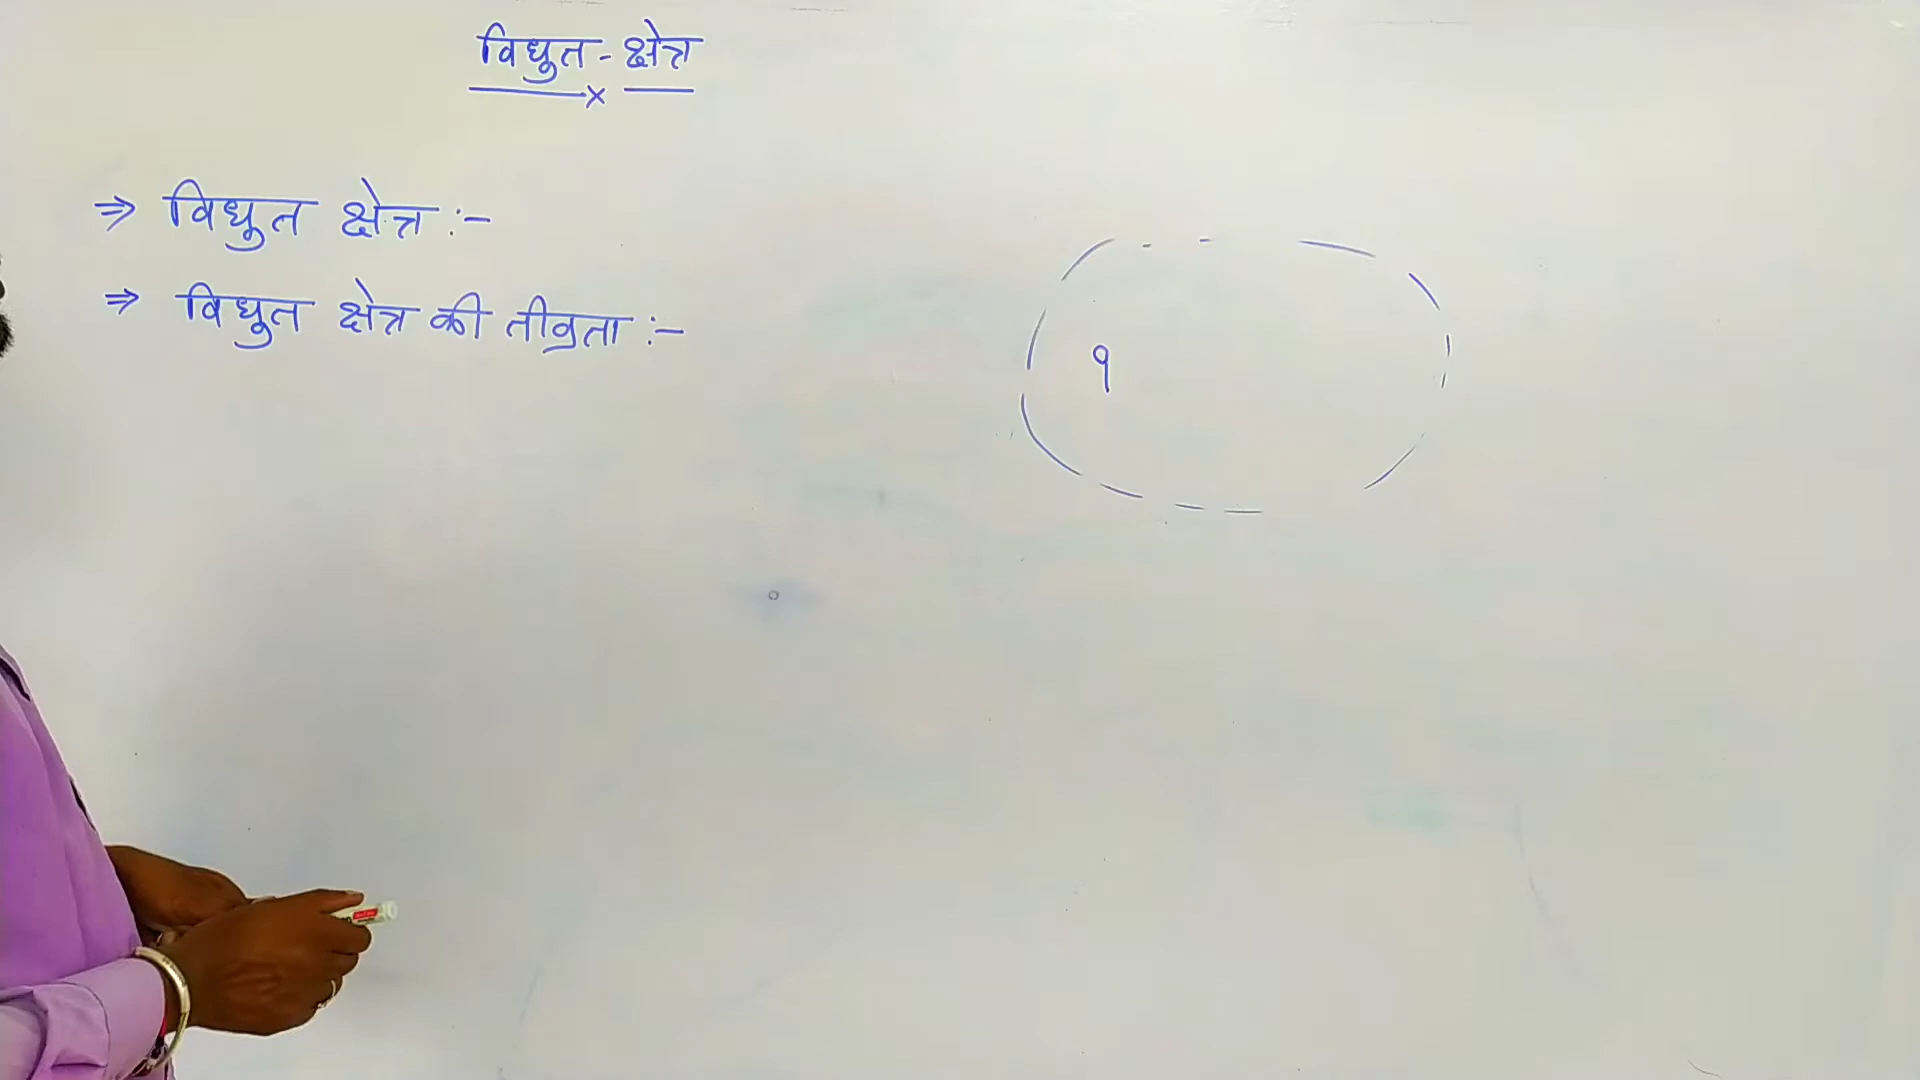 विधुत - क्षेत्र
⇒ विधुत क्षेत्र :-
⇒ विधुत क्षेत्र की तीव्रता :-
q